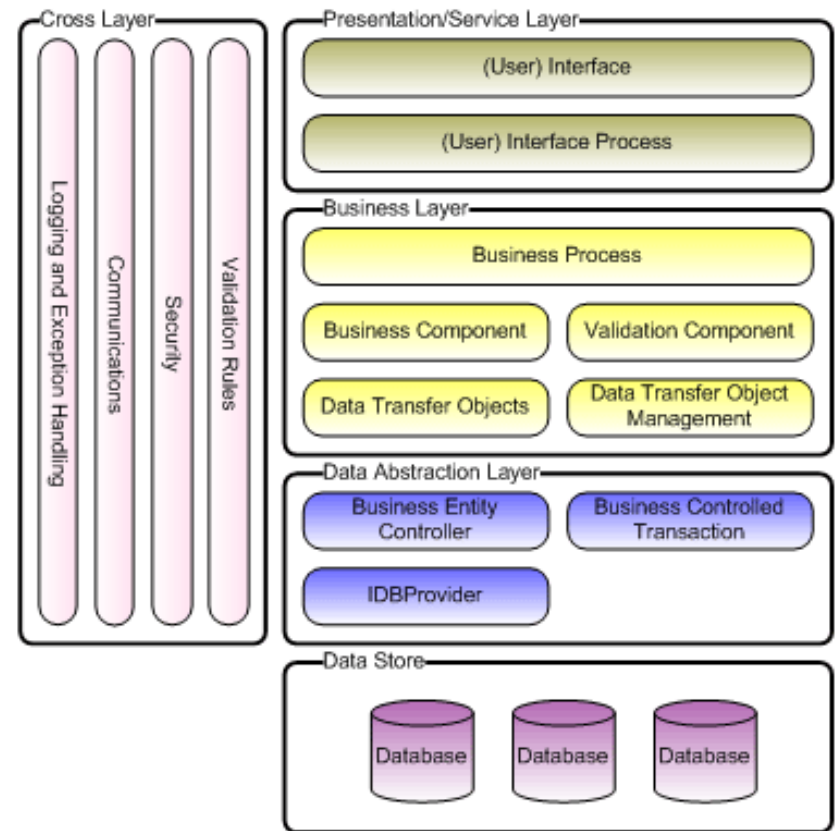 Cross Layer
Logging and Exception Handling
Communications
Security
Validation Rules
Presentation/Service Layer
(User) Interface
(User) Interface Process
Business Layer
Business Process
Business Component
Validation Component
Data Transfer Objects
Data Transfer Object
Management
Data Abstraction Layer
Business Entity
Controller
Business Controlled
Transaction
IDBProvider
Data Store
Database
Database
Database